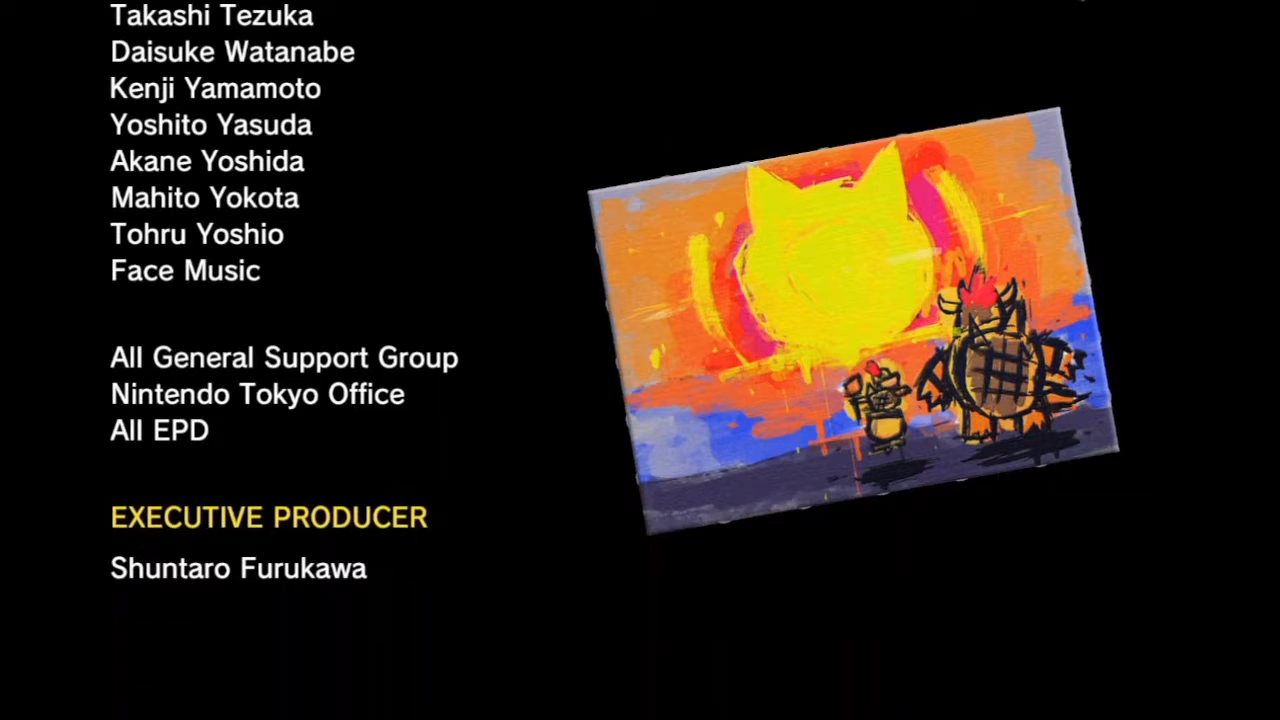 Takashi Tezuka
Daisuke Watanabe
Kenji Yamamoto
Yoshito Yasuda
Akane Yoshida
Mahito Yokota
Tohru Yoshio
Face Music
All General Support Group
Nintendo Tokyo Office
All EPD
EXECUTIVE PRODUCER
Shuntaro Furukawa